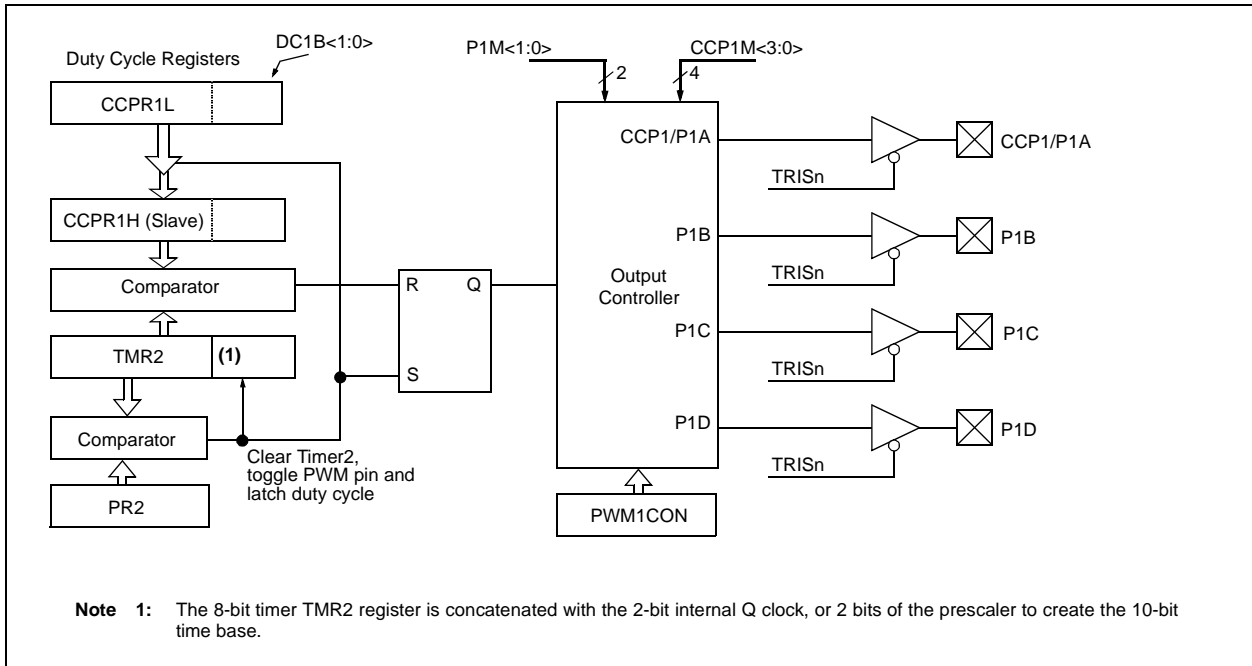 DC1B<1:0>
Duty Cycle Registers
CCPR1L
CCPR1H (Slave)
Comparator
TMR2
(1)
Comparator
PR2
Clear Timer2,
toggle PWM pin and
latch duty cycle
R
Q
S
P1M<1:0>
2
CCP1M<3:0>
4
Output
Controller
CCP1/P1A
P1B
P1C
P1D
PWM1CON
TRISn
CCP1/P1A
TRISn
P1B
TRISn
P1C
TRISn
P1D
Note 1: The 8-bit timer TMR2 register is concatenated with the 2-bit internal Q clock, or 2 bits of the prescaler to create the 10-bit
time base.